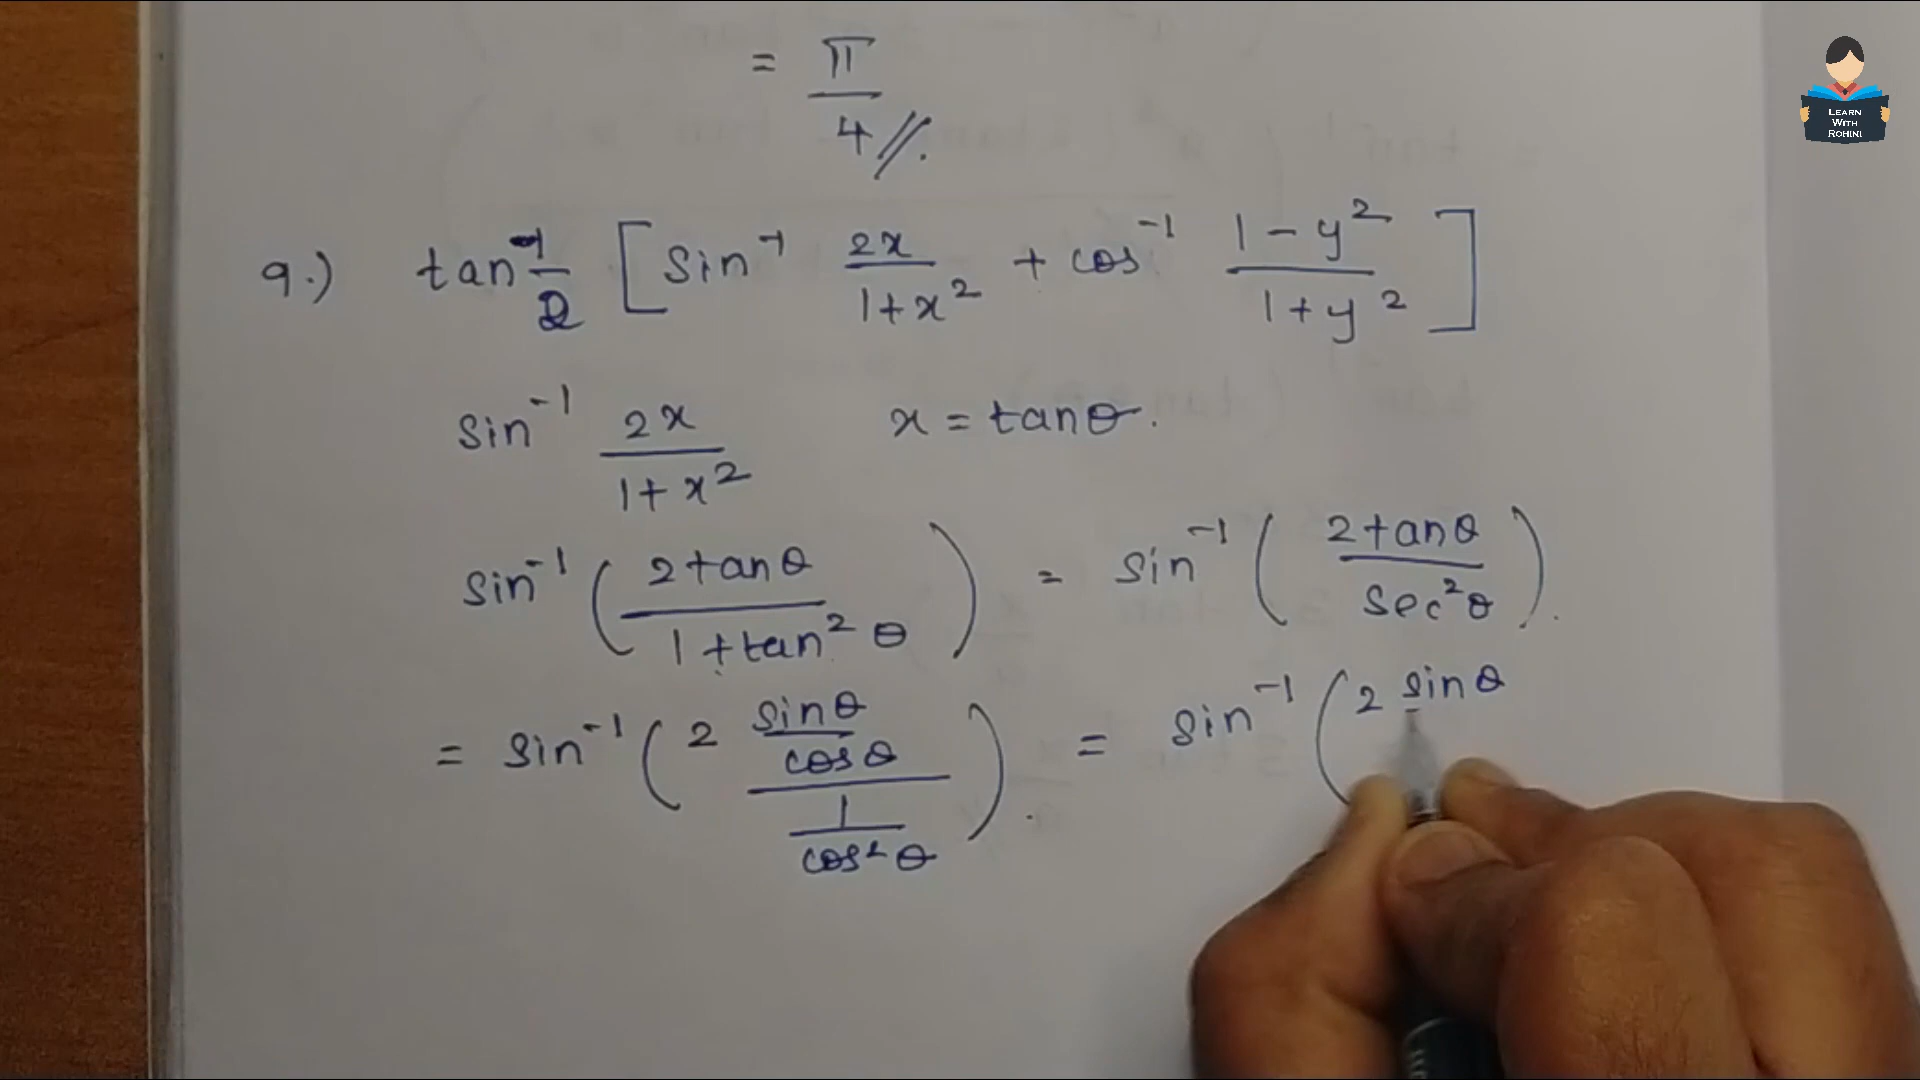 = π/4 //.
9.) tan 1/2 [ sin⁻¹ 2x/(1+x²) + cos⁻¹ (1-y²)/(1+y²) ]
sin⁻¹ 2x/(1+x²) x = tanθ.
sin⁻¹ ( 2tanθ/(1+tan²θ) ) = sin⁻¹ ( 2tanθ/sec²θ ).
= sin⁻¹ ( 2 (sinθ/cosθ)/(1/cos²θ) ). = sin⁻¹ ( 2 sinθ
LEARN
WITH
ROHINI